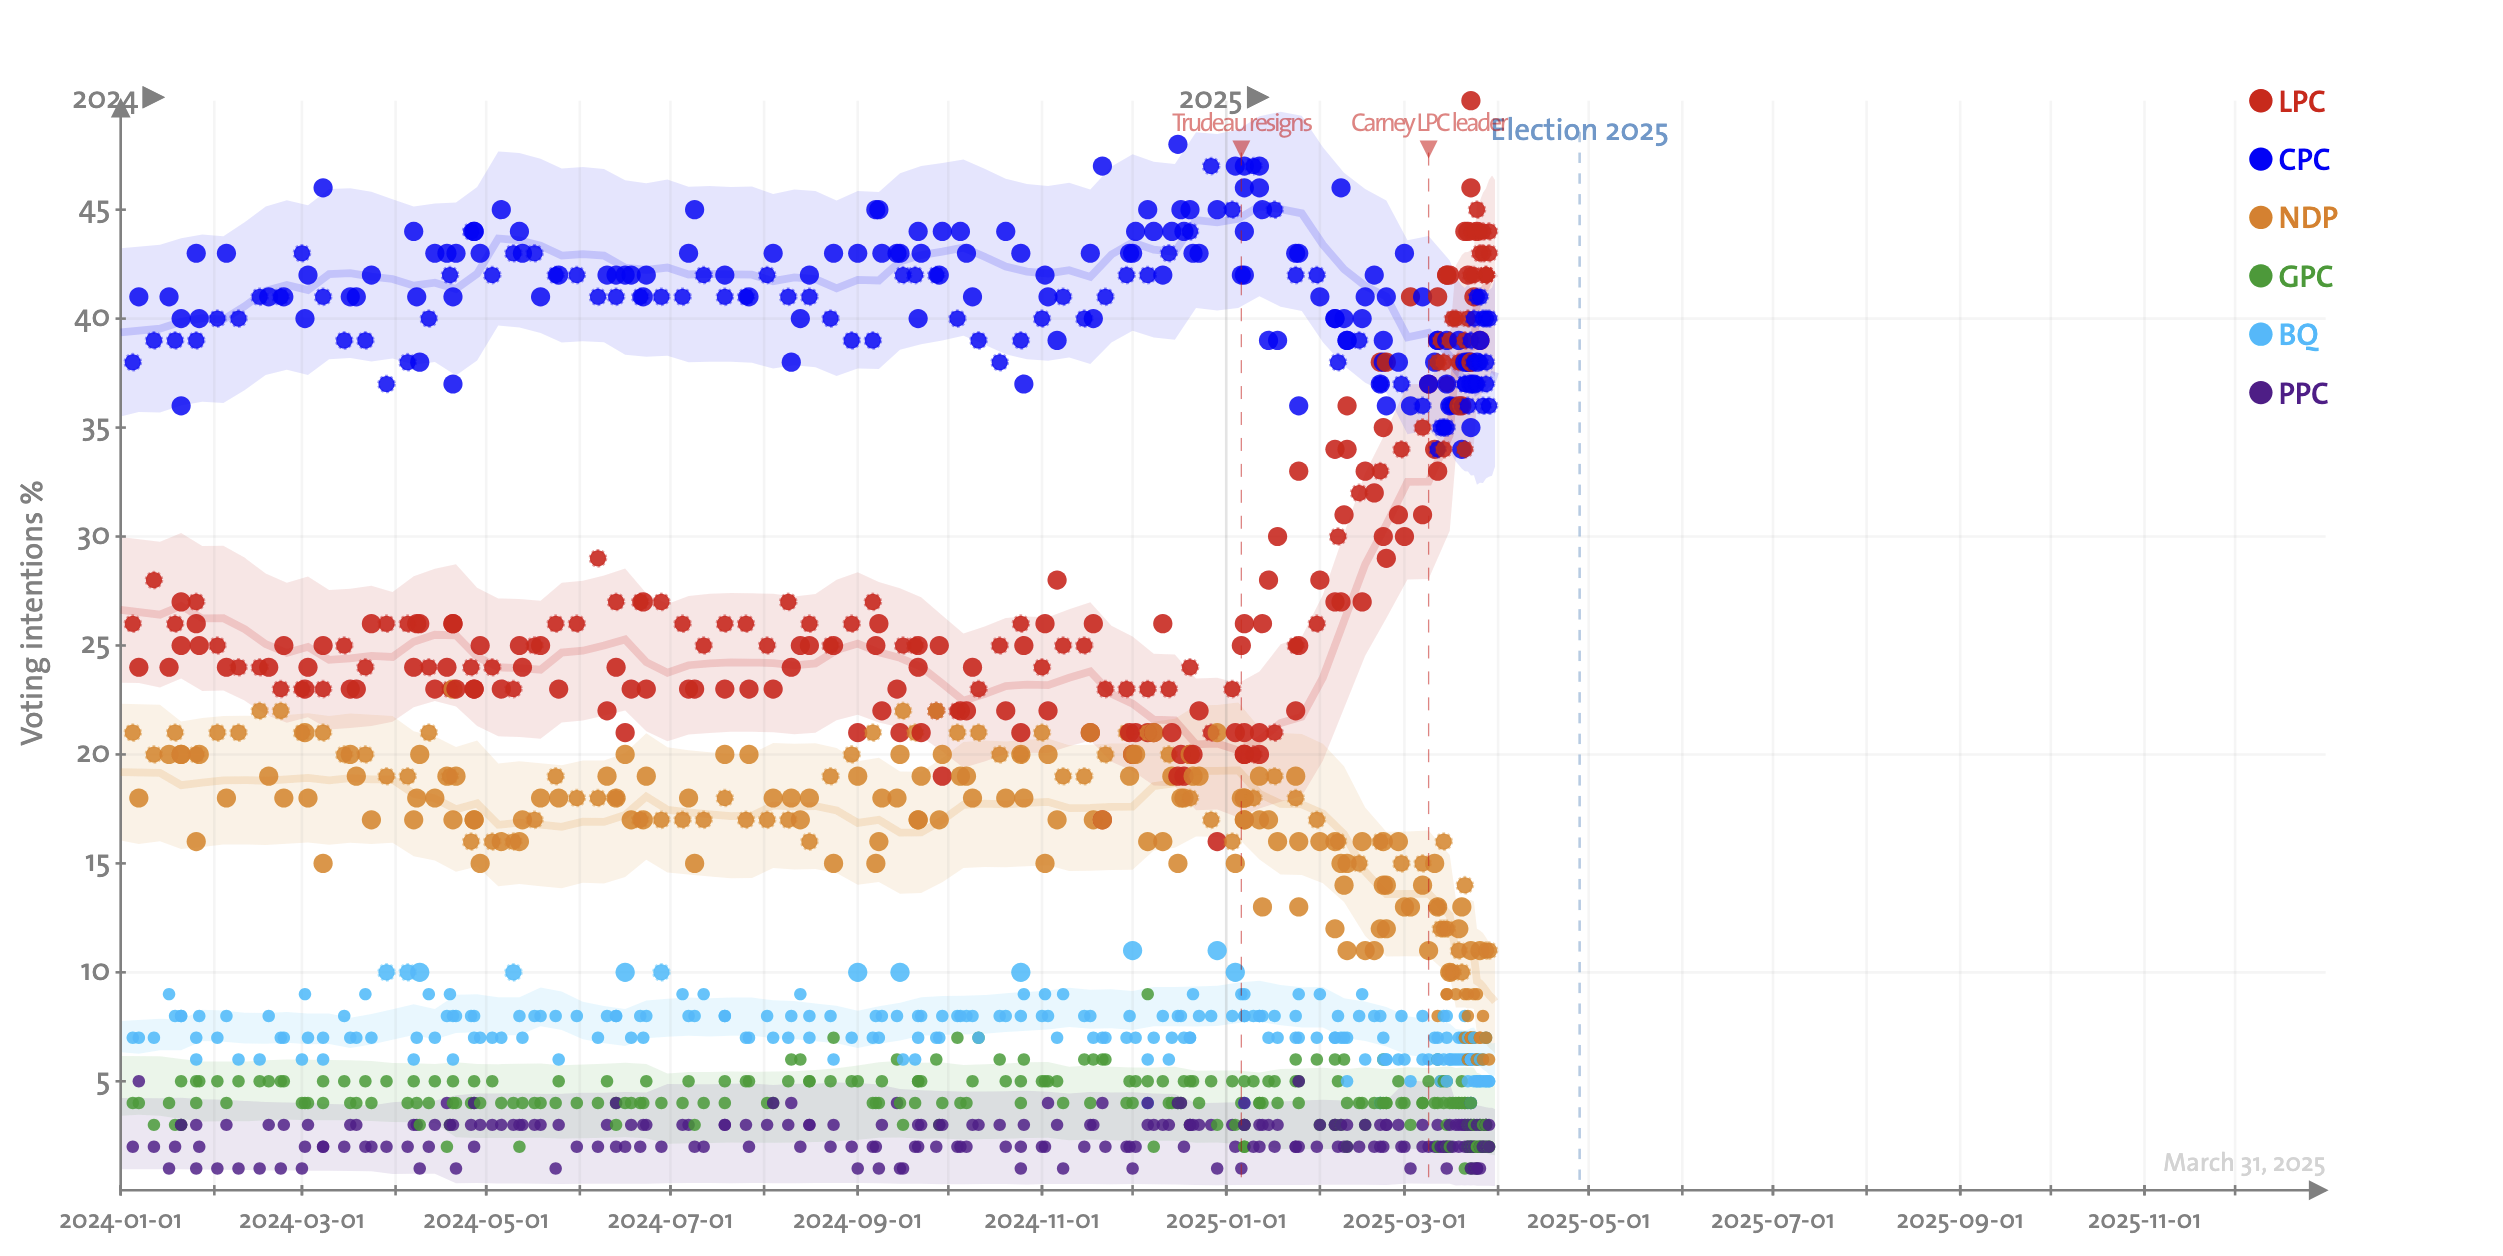 2024
2025
Trudeau resigns
Carney LPC leader
Election 2025
LPC
CPC
NDP
GPC
BQ
PPC
Voting intentions %
45
40
35
30
25
20
15
10
5
March 31, 2025
2024-01-01
2024-03-01
2024-05-01
2024-07-01
2024-09-01
2024-11-01
2025-01-01
2025-03-01
2025-05-01
2025-07-01
2025-09-01
2025-11-01